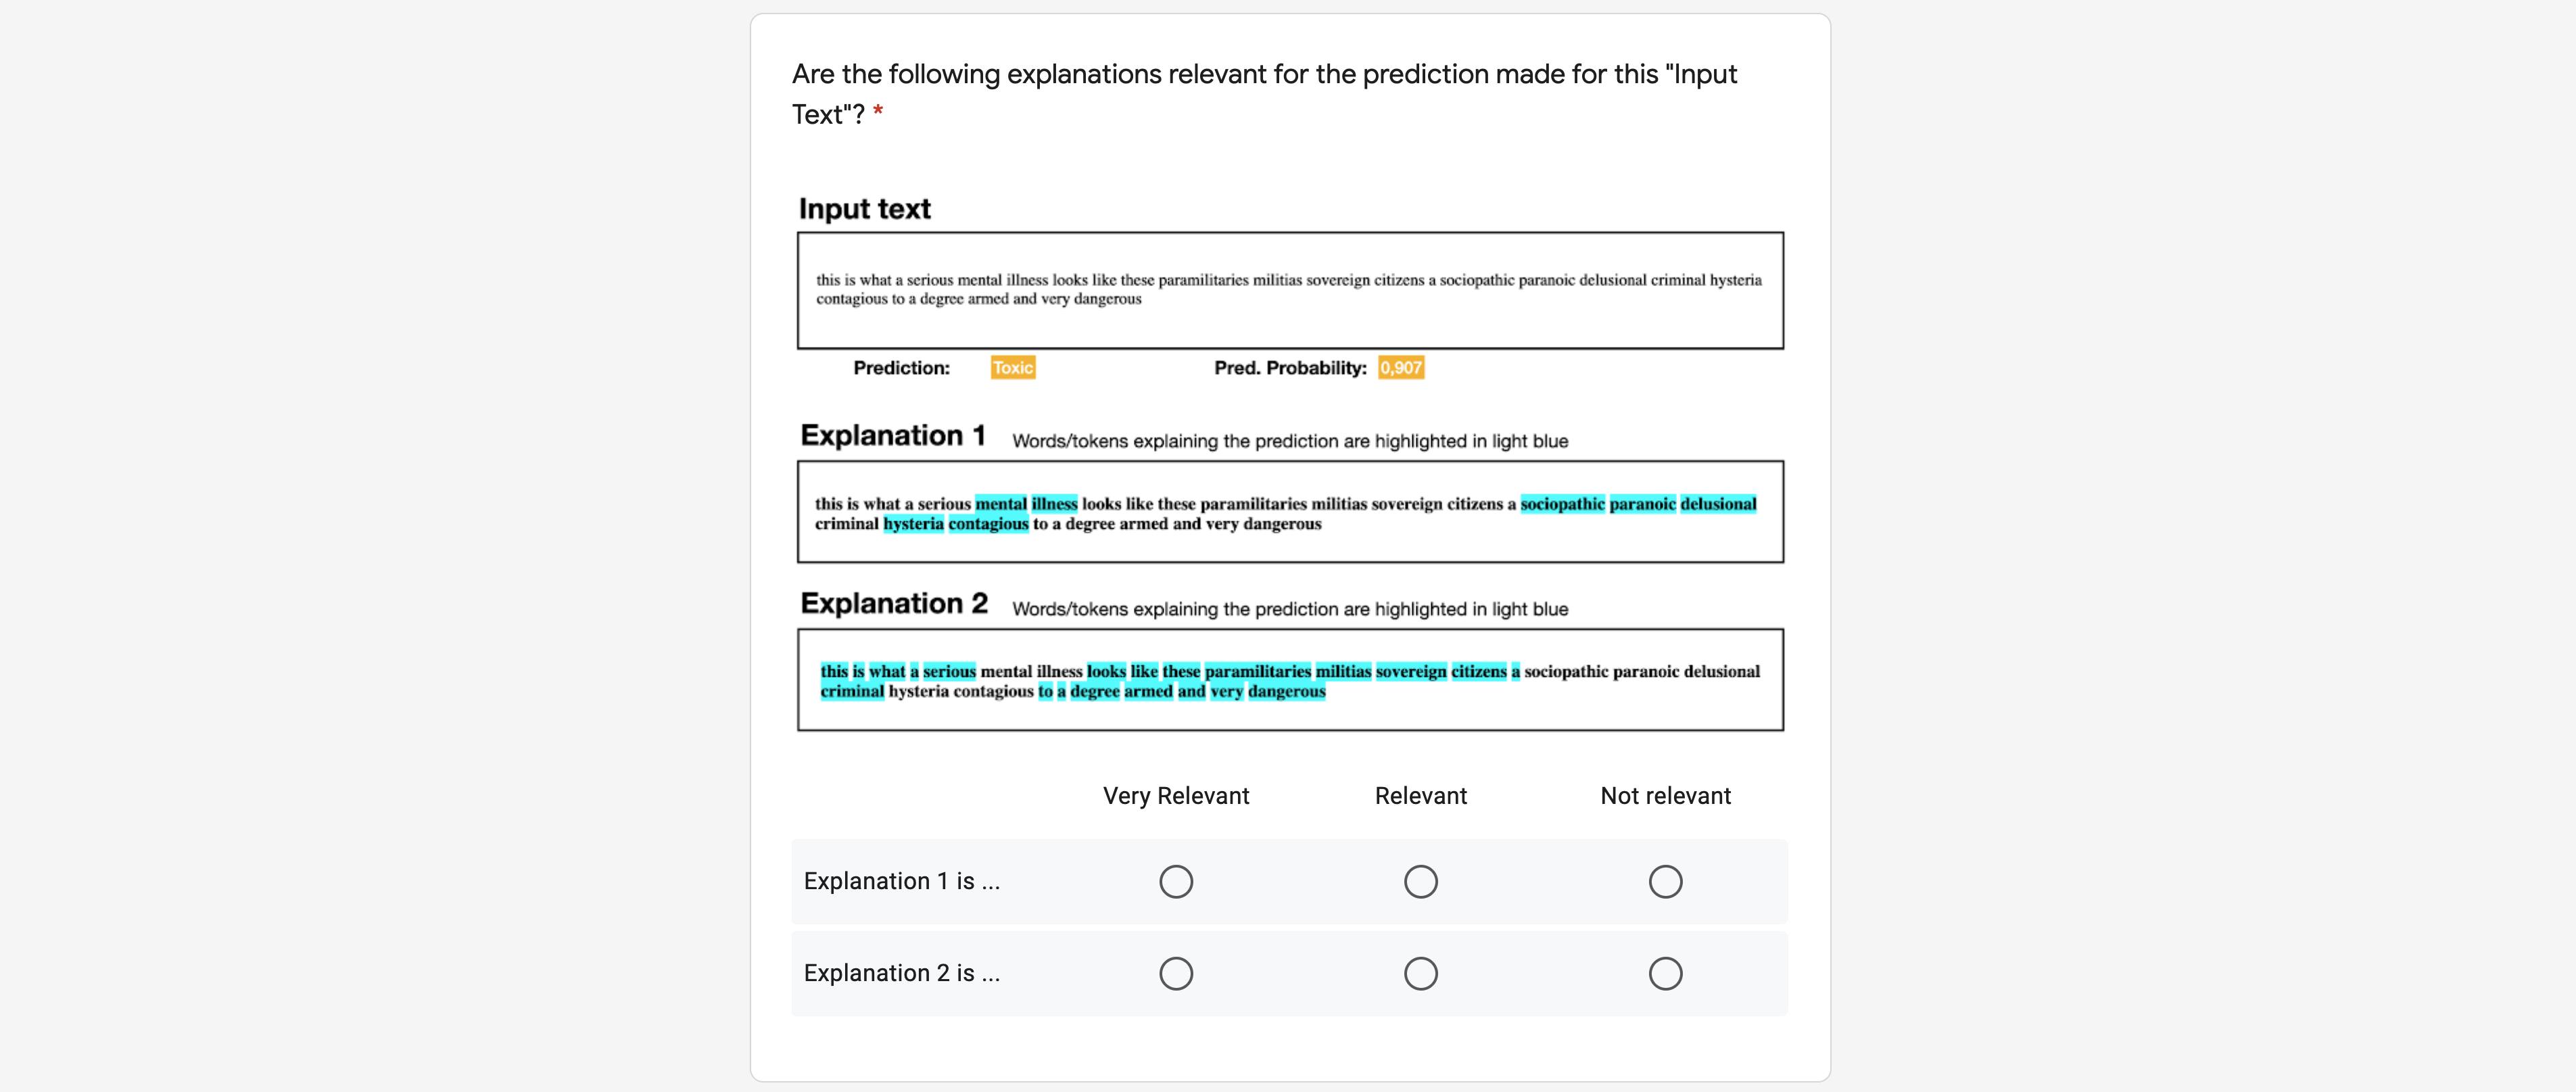 Are the following explanations relevant for the prediction made for this "Input
Text"? *
Input text
this is what a serious mental illness looks like these paramilitaries militias sovereign citizens a sociopathic paranoic delusional criminal hysteria
contagious to a degree armed and very dangerous
Prediction: Toxic Pred. Probability: 0,907
Explanation 1 Words/tokens explaining the prediction are highlighted in light blue
this is what a serious mental illness looks like these paramilitaries militias sovereign citizens a sociopathic paranoic delusional
criminal hysteria contagious to a degree armed and very dangerous
Explanation 2 Words/tokens explaining the prediction are highlighted in light blue
this is what a serious mental illness looks like these paramilitaries militias sovereign citizens a sociopathic paranoic delusional
criminal hysteria contagious to a degree armed and very dangerous
Very Relevant Relevant Not relevant
Explanation 1 is ...
Explanation 2 is ...